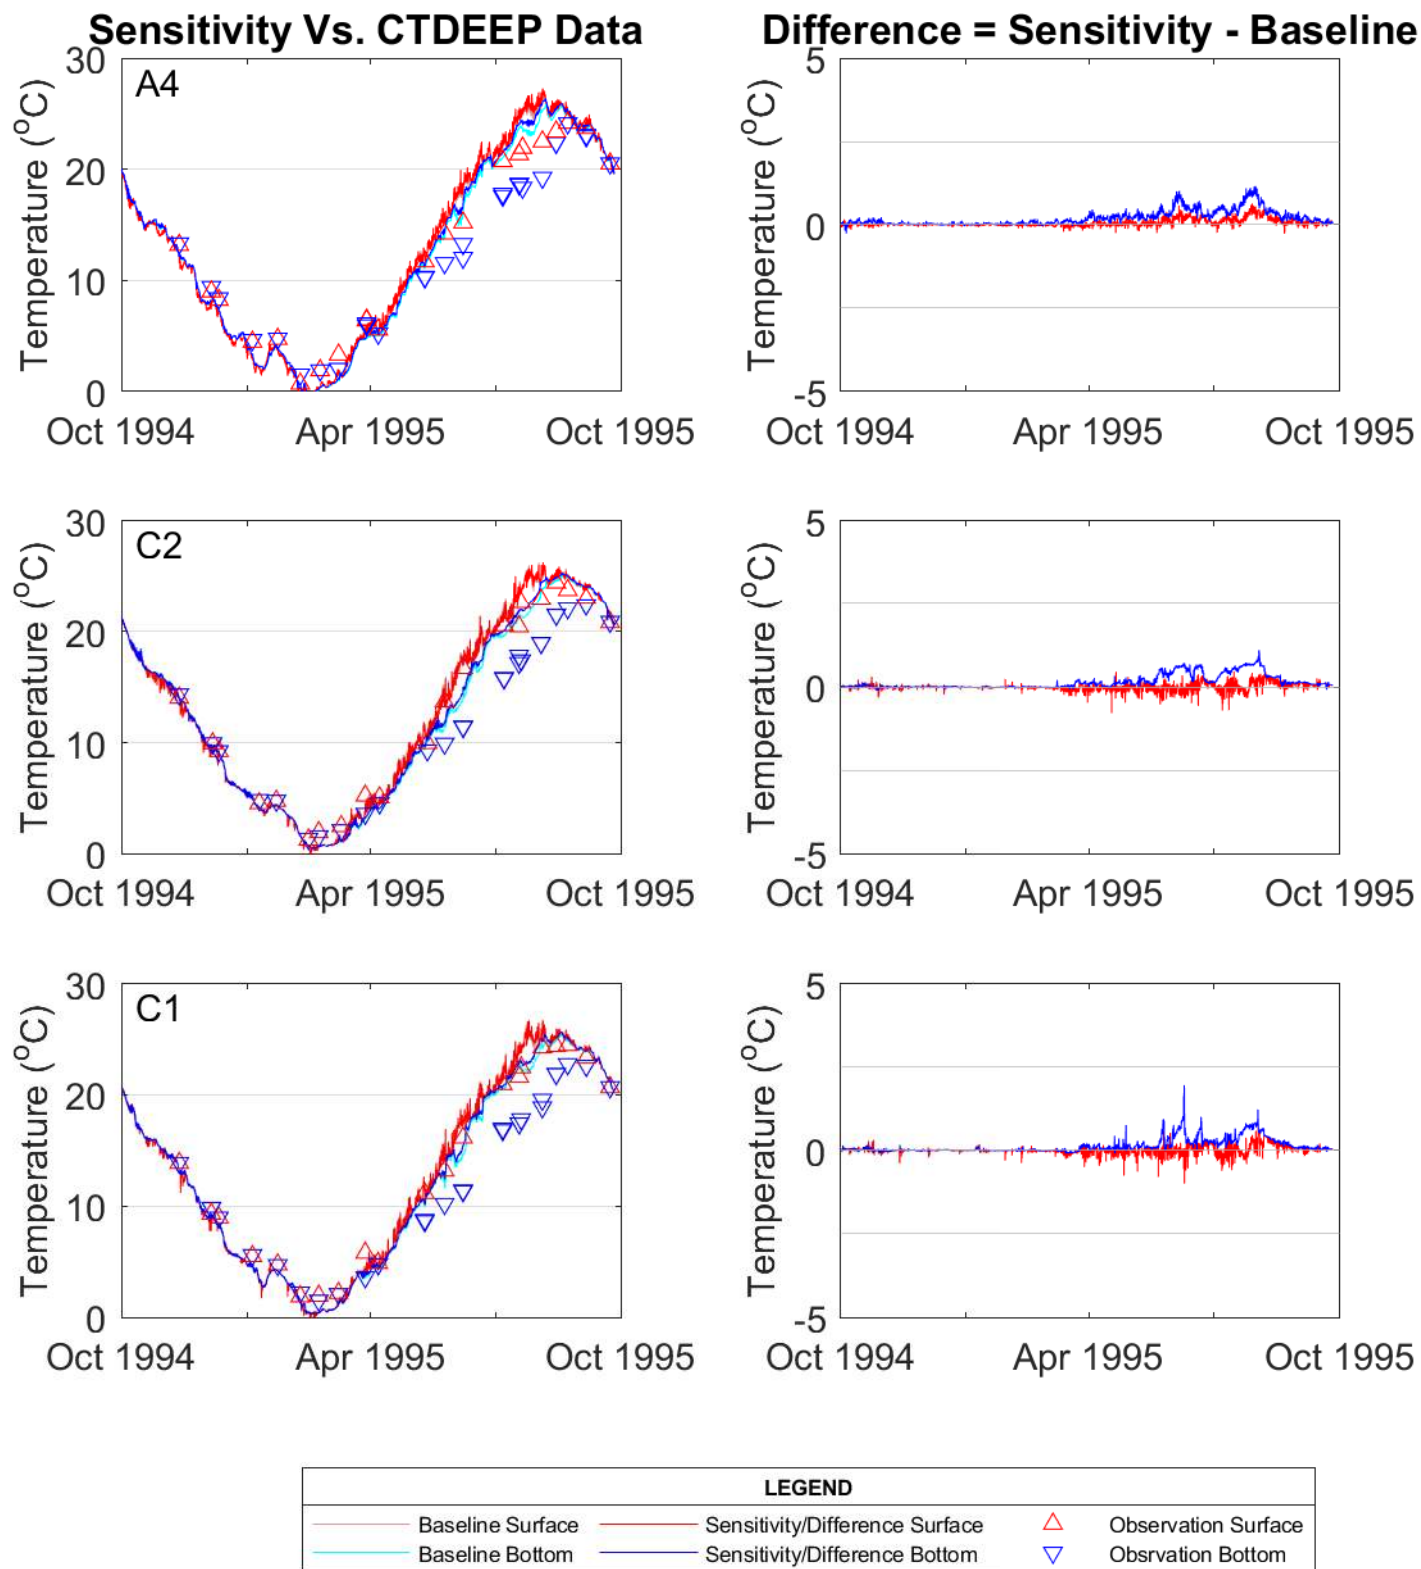 Sensitivity Vs. CTDEEP Data
Difference = Sensitivity - Baseline
A4
Temperature (°C)
30
20
10
0
Oct 1994
Apr 1995
Oct 1995
Temperature (°C)
5
0
-5
Oct 1994
Apr 1995
Oct 1995
C2
Temperature (°C)
30
20
10
0
Oct 1994
Apr 1995
Oct 1995
Temperature (°C)
5
0
-5
Oct 1994
Apr 1995
Oct 1995
C1
Temperature (°C)
30
20
10
0
Oct 1994
Apr 1995
Oct 1995
Temperature (°C)
5
0
-5
Oct 1994
Apr 1995
Oct 1995
LEGEND
Baseline Surface
Sensitivity/Difference Surface
Observation Surface
Baseline Bottom
Sensitivity/Difference Bottom
Obsrvation Bottom